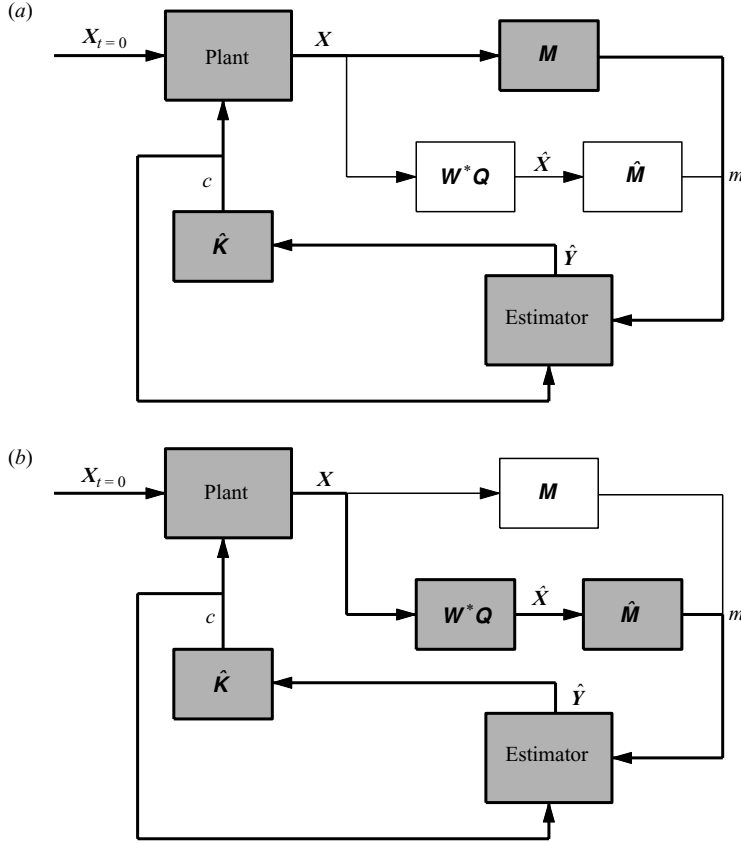 (a)
X_{t=0}
Plant
X
M
W*Q
X̂
M̂
m
c
K̂
Ŷ
Estimator
(b)
X_{t=0}
Plant
X
M
W*Q
X̂
M̂
m
c
K̂
Ŷ
Estimator